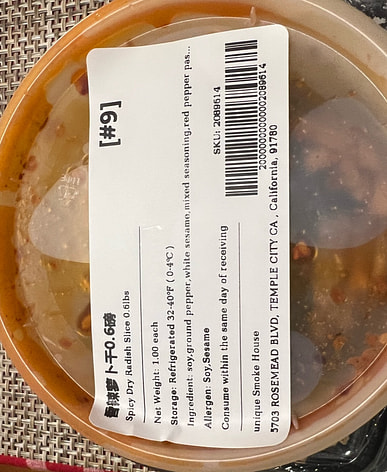 [#9]
香辣萝卜干0.6磅
Spicy Dry Radish Slice 0.6lbs
Net Weight: 1.00 each
Storage: Refrigerated 32-40°F (0-4°C)
Ingredient: soy,ground pepper,white sesame,mixed seasoning,red pepper pas...
Allergen: Soy,Sesame
Consume within the same day of receiving
SKU: 2089614
20000000000002089614
unique Smoke House
5703 ROSEMEAD BLVD, TEMPLE CITY CA , California, 91780